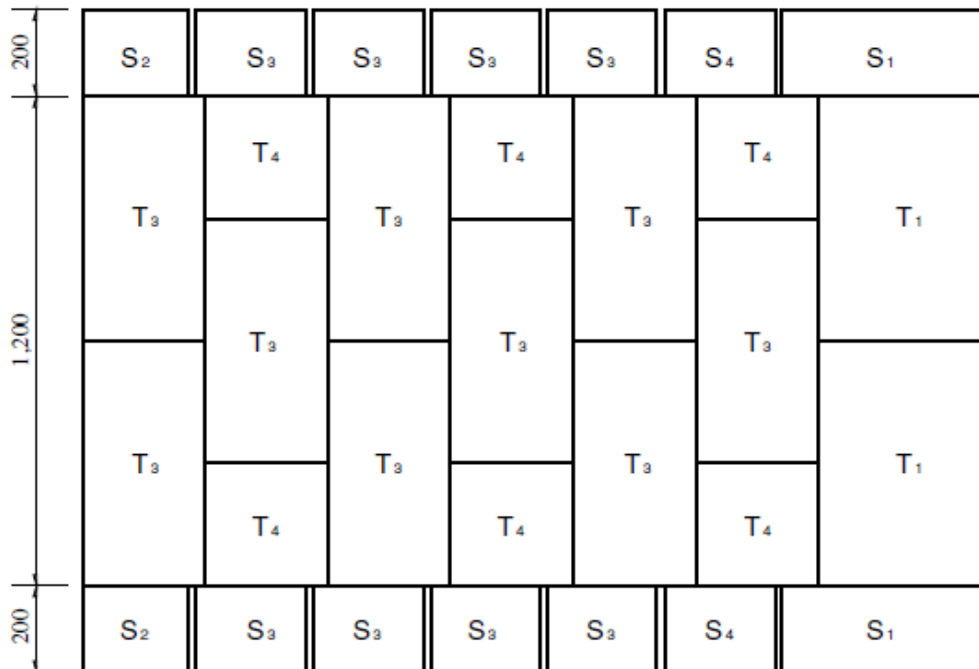 200 S₂ S₃ S₃ S₃ S₃ S₄ S₁
T₄ T₄ T₄
T₃ T₃ T₃ T₁
1,200 T₃ T₃ T₃
T₃ T₃ T₃ T₁
T₄ T₄ T₄
200 S₂ S₃ S₃ S₃ S₃ S₄ S₁